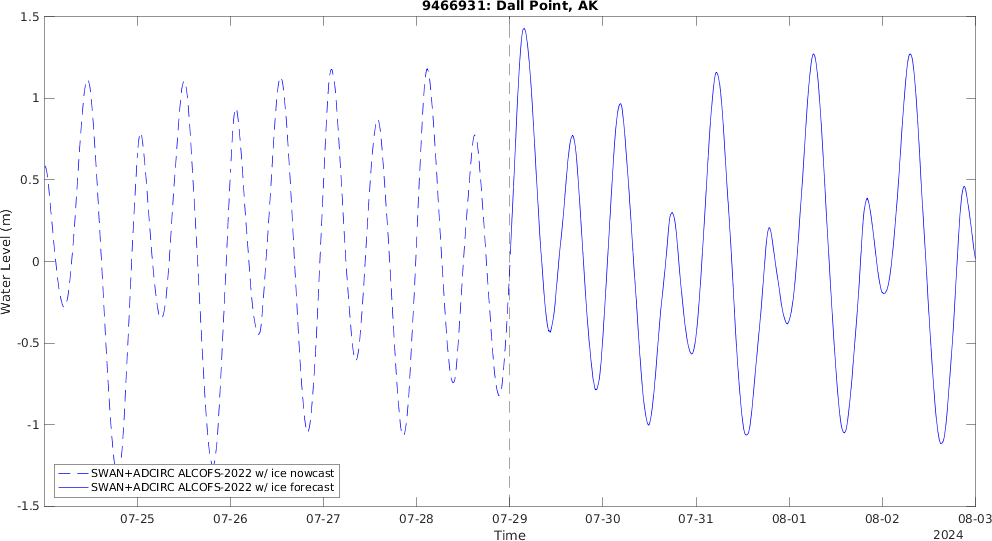 9466931: Dall Point, AK
1.5
1
0.5
0
-0.5
-1
-1.5
Water Level (m)
SWAN+ADCIRC ALCOFS-2022 w/ ice nowcast
SWAN+ADCIRC ALCOFS-2022 w/ ice forecast
07-25 07-26 07-27 07-28 07-29 07-30 07-31 08-01 08-02 08-03
Time
2024